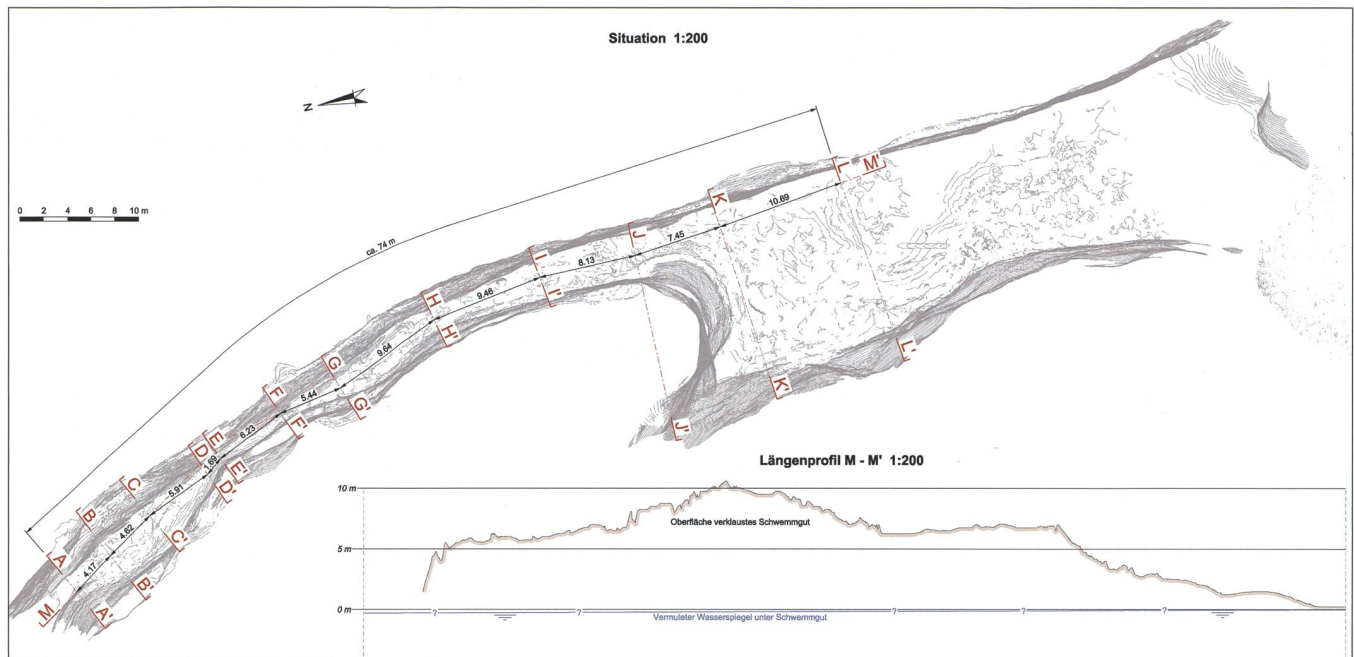 Situation 1:200
N
0 2 4 6 8 10 m
ca. 74 m
A
B
C
D
E
F
G
H
I
J
K
L
M'
4.17
4.62
5.91
1.69
6.23
5.44
9.64
9.46
8.13
7.45
10.69
M
A'
B'
C'
D'
E'
F'
G'
H'
I'
J'
K'
L'
Längenprofil M - M' 1:200
10 m
Oberfläche verklaustes Schwemmgut
5 m
0 m
? ? ? ? ?
Vermuteter Wasserspiegel unter Schwemmgut